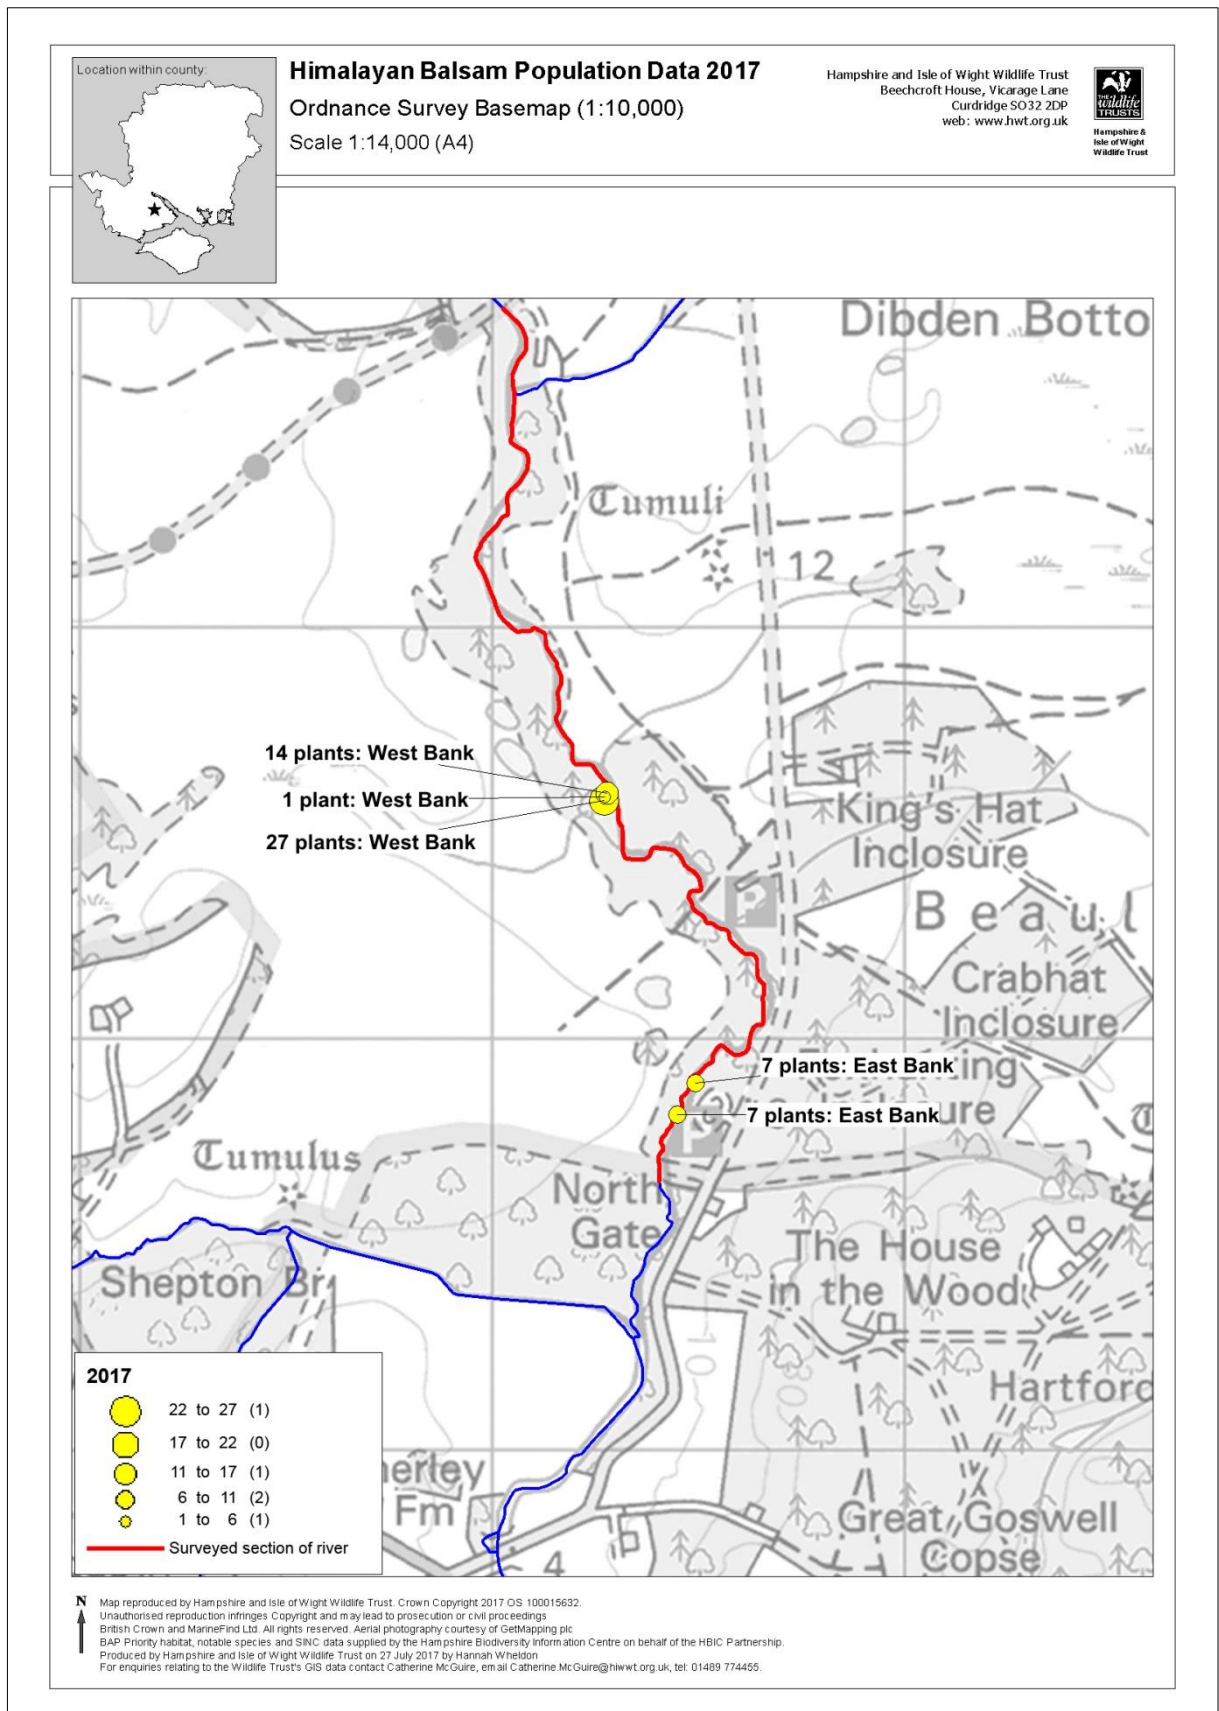 Location within county:
Himalayan Balsam Population Data 2017
Ordnance Survey Basemap (1:10,000)
Scale 1:14,000 (A4)
Hampshire and Isle of Wight Wildlife Trust
Beechcroft House, Vicarage Lane
Curdridge SO32 2DP
web: www.hwt.org.uk
THE
wildlife
TRUSTS
Hampshire &
Isle of Wight
Wildlife Trust
Dibden Botto
Tumuli
12
14 plants: West Bank
1 plant: West Bank
27 plants: West Bank
King's Hat
Inclosure
P
Beaul
Crabhat
Inclosure
7 plants: East Bank
7 plants: East Bank
Tumulus
P
North
Gate
The House
in the Wood
Shepton Br
10
Hartford
2017
22 to 27 (1)
17 to 22 (0)
11 to 17 (1)
6 to 11 (2)
1 to 6 (1)
Surveyed section of river
herley
Fm
4
Great Goswell
Copse
N
Map reproduced by Hampshire and Isle of Wight Wildlife Trust. Crown Copyright 2017 OS 100015632.
Unauthorised reproduction infringes Copyright and may lead to prosecution or civil proceedings
British Crown and MarineFind Ltd. All rights reserved. Aerial photography courtesy of GetMapping plc
BAP Priority habitat, notable species and SINC data supplied by the Hampshire Biodiversity Information Centre on behalf of the HBIC Partnership.
Produced by Hampshire and Isle of Wight Wildlife Trust on 27 July 2017 by Hannah Wheldon
For enquiries relating to the Wildlife Trust's GIS data contact Catherine McGuire, email Catherine.McGuire@hiwwt.org.uk, tel: 01489 774455.